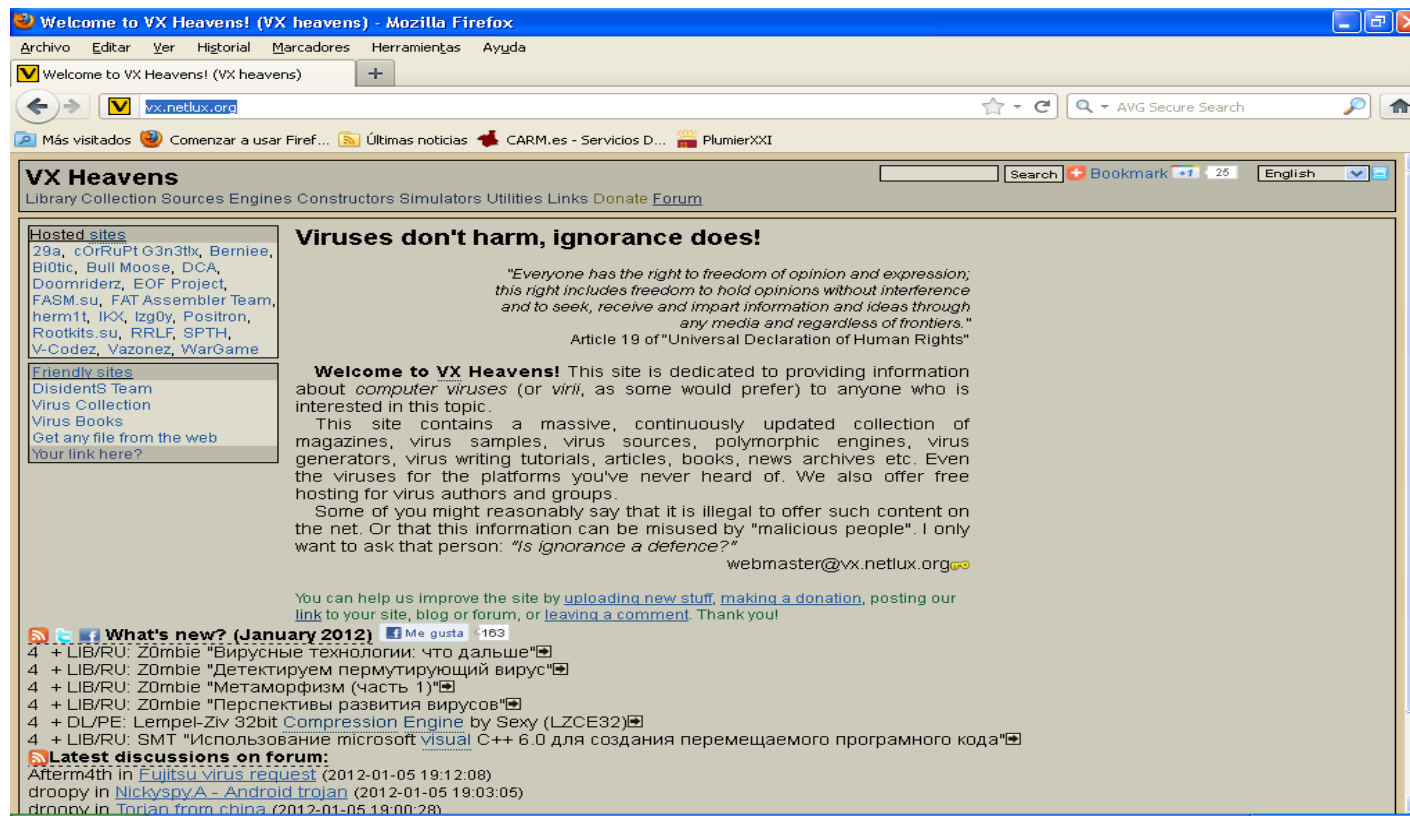 Welcome to VX Heavens! (VX heavens) - Mozilla Firefox
Archivo Editar Ver Historial Marcadores Herramientas Ayuda
Welcome to VX Heavens! (VX heavens) +
vx.netlux.org AVG Secure Search
Más visitados Comenzar a usar Firef... Últimas noticias CARM.es - Servicios D... PlumierXXI
VX Heavens
Search Bookmark +1 25 English
Library Collection Sources Engines Constructors Simulators Utilities Links Donate Forum
Hosted sites
29a, cOrRuPt G3n3t!x, Berniee,
Bi0tic, Bull Moose, DCA,
Doomriderz, EOF Project,
FASM.su, FAT Assembler Team,
herm1t, IKX, Izg0y, Positron,
Rootkits.su, RRLF, SPTH,
V-Codez, Vazonez, WarGame
Friendly sites
DisidentS Team
Virus Collection
Virus Books
Get any file from the web
Your link here?
Viruses don't harm, ignorance does!
"Everyone has the right to freedom of opinion and expression;
this right includes freedom to hold opinions without interference
and to seek, receive and impart information and ideas through
any media and regardless of frontiers."
Article 19 of "Universal Declaration of Human Rights"
Welcome to VX Heavens! This site is dedicated to providing information
about computer viruses (or virii, as some would prefer) to anyone who is
interested in this topic.
This site contains a massive, continuously updated collection of
magazines, virus samples, virus sources, polymorphic engines, virus
generators, virus writing tutorials, articles, books, news archives etc. Even
the viruses for the platforms you've never heard of. We also offer free
hosting for virus authors and groups.
Some of you might reasonably say that it is illegal to offer such content on
the net. Or that this information can be misused by "malicious people". I only
want to ask that person: "Is ignorance a defence?"
webmaster@vx.netlux.org
You can help us improve the site by uploading new stuff, making a donation, posting our
link to your site, blog or forum, or leaving a comment. Thank you!
What's new? (January 2012) Me gusta 163
4 + LIB/RU: Z0mbie "Вирусные технологии: что дальше"
4 + LIB/RU: Z0mbie "Детектируем пермутирующий вирус"
4 + LIB/RU: Z0mbie "Метаморфизм (часть 1)"
4 + LIB/RU: Z0mbie "Перспективы развития вирусов"
4 + DL/PE: Lempel-Ziv 32bit Compression Engine by Sexy (LZCE32)
4 + LIB/RU: SMT "Использование microsoft visual C++ 6.0 для создания перемещаемого програмного кода"
Latest discussions on forum:
Afterm4th in Fujitsu virus request (2012-01-05 19:12:08)
droopy in Nickyspy.A - Android trojan (2012-01-05 19:03:05)
droopy in Torjan from china (2012-01-05 19:00:28)